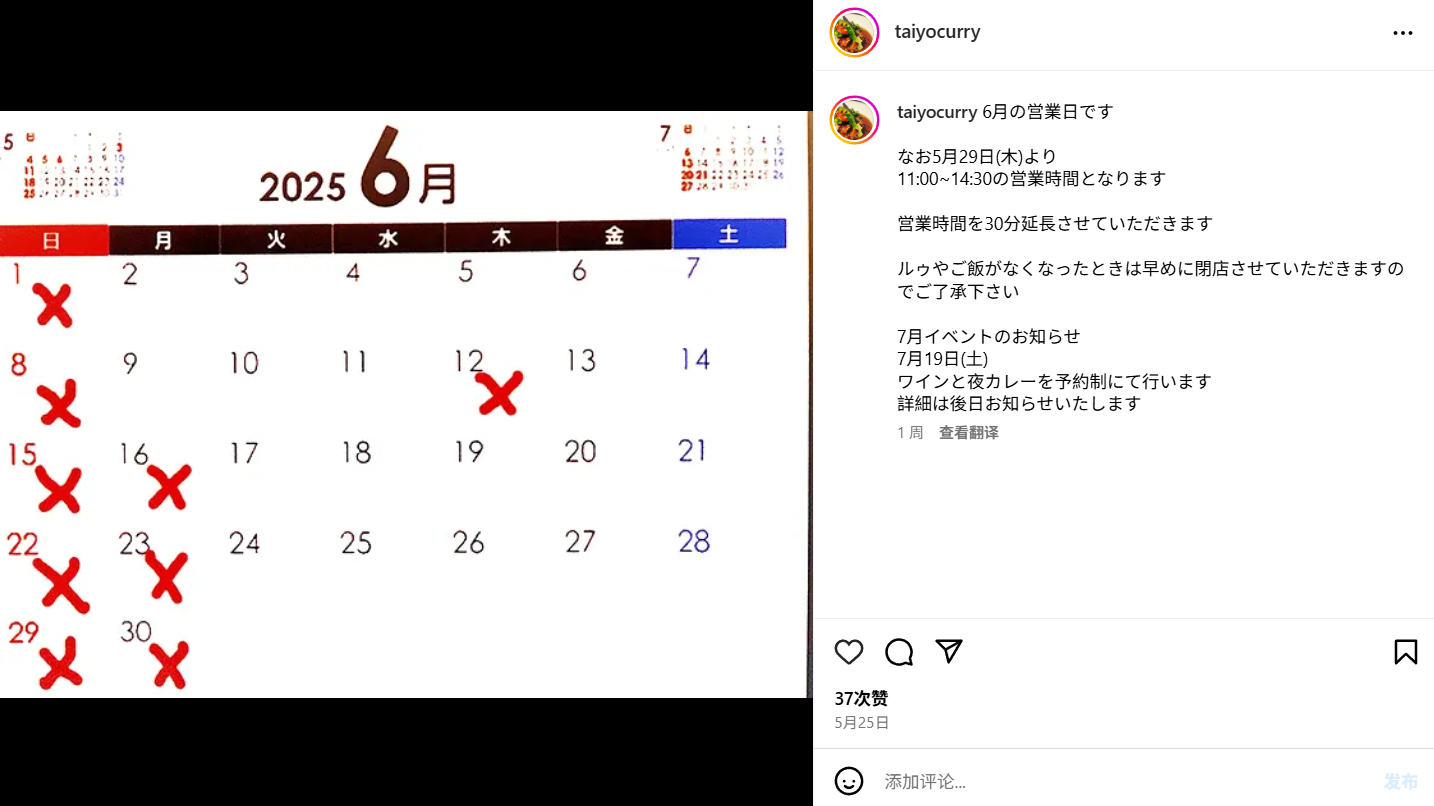 5
2025 6月
7
日 月 火 水 木 金 土
1 2 3 4 5 6 7
8 9 10 11 12 13 14
15 16 17 18 19 20 21
22 23 24 25 26 27 28
29 30
taiyocurry
taiyocurry 6月の営業日です
なお5月29日(木)より
11:00~14:30の営業時間となります
営業時間を30分延長させていただきます
ルゥやご飯がなくなったときは早めに閉店させていただきますの
でご了承下さい
7月イベントのお知らせ
7月19日(土)
ワインと夜カレーを予約制にて行います
詳細は後日お知らせいたします
1 周 查看翻译
37次赞
5月25日
添加评论...
发布